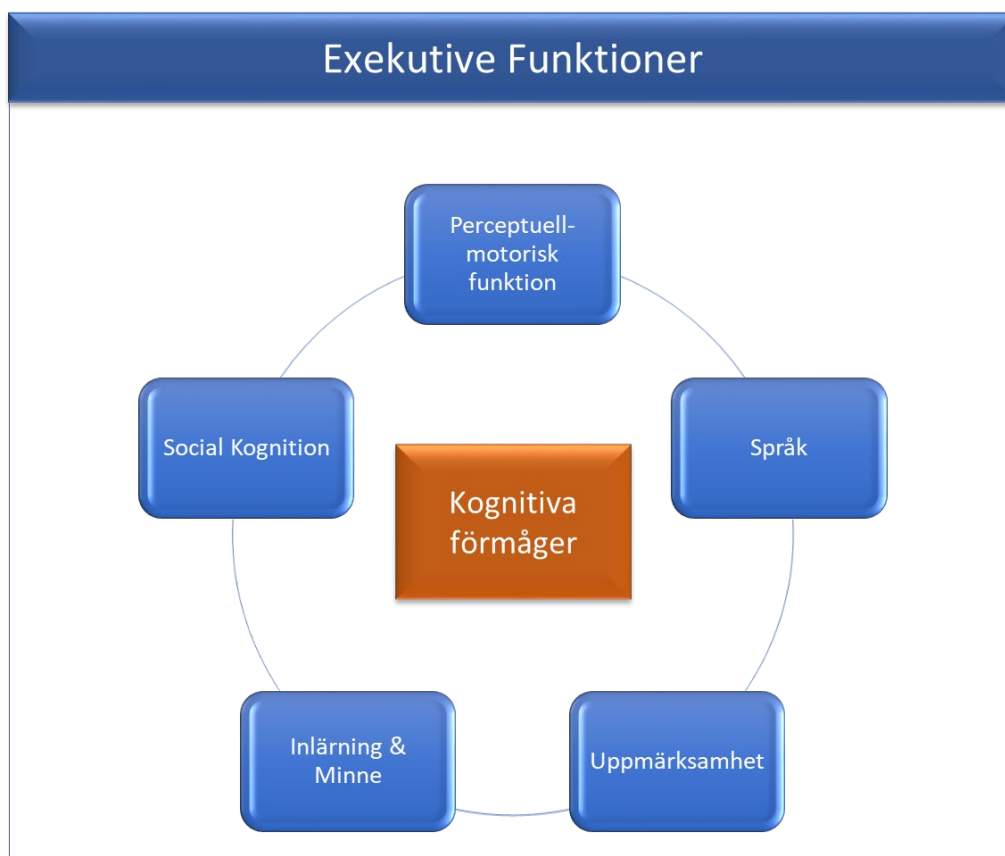 Exekutive Funktioner
Perceptuell-
motorisk
funktion
Social Kognition
Språk
Kognitiva
förmåger
Inlärning &
Minne
Uppmärksamhet